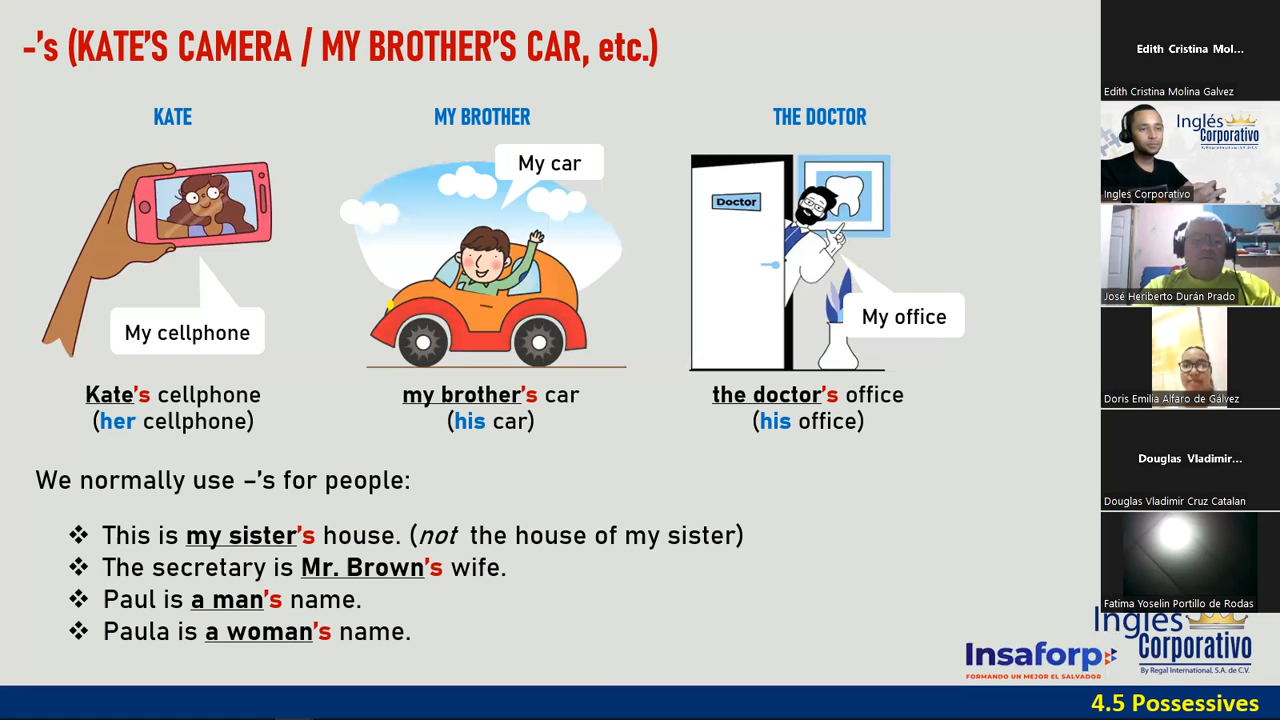 -'s (KATE'S CAMERA / MY BROTHER'S CAR, etc.)
KATE
MY BROTHER
THE DOCTOR
My car
Doctor
My cellphone
My office
Kate's cellphone
(her cellphone)
my brother's car
(his car)
the doctor's office
(his office)
We normally use –'s for people:
❖ This is my sister's house. (not the house of my sister)
❖ The secretary is Mr. Brown's wife.
❖ Paul is a man's name.
❖ Paula is a woman's name.
Insaforp
FORMANDO UN MEJOR EL SALVADOR
Inglés
Corporativo
By Regal International, S.A. de C.V.
4.5 Possessives
Edith Cristina Mol...
Edith Cristina Molina Galvez
Inglés
Corporativo
By Regal International, S.A. de C.V.
Ingles Corporativo
José Heriberto Durán Prado
Doris Emilia Alfaro de Gálvez
Douglas Vladimir...
Douglas Vladimir Cruz Catalan
Fatima Yoselin Portillo de Rodas